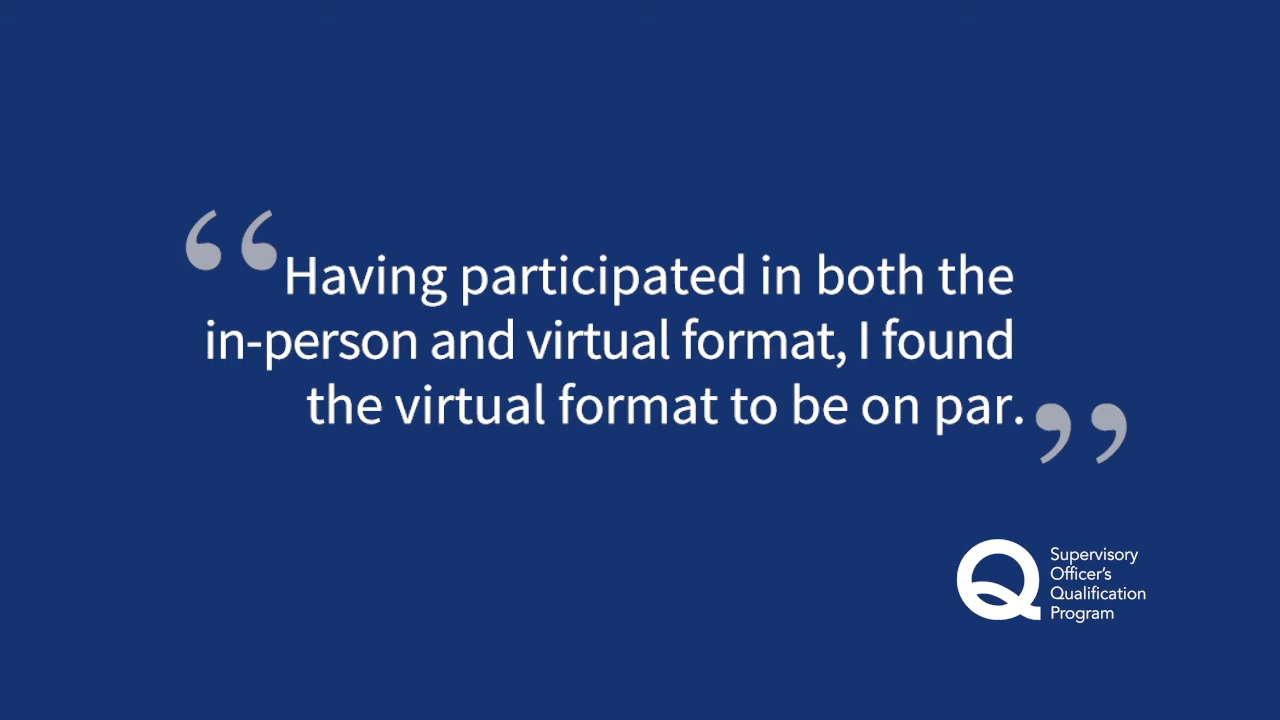 “Having participated in both the
in-person and virtual format, I found
the virtual format to be on par.”
Supervisory
Officer’s
Qualification
Program